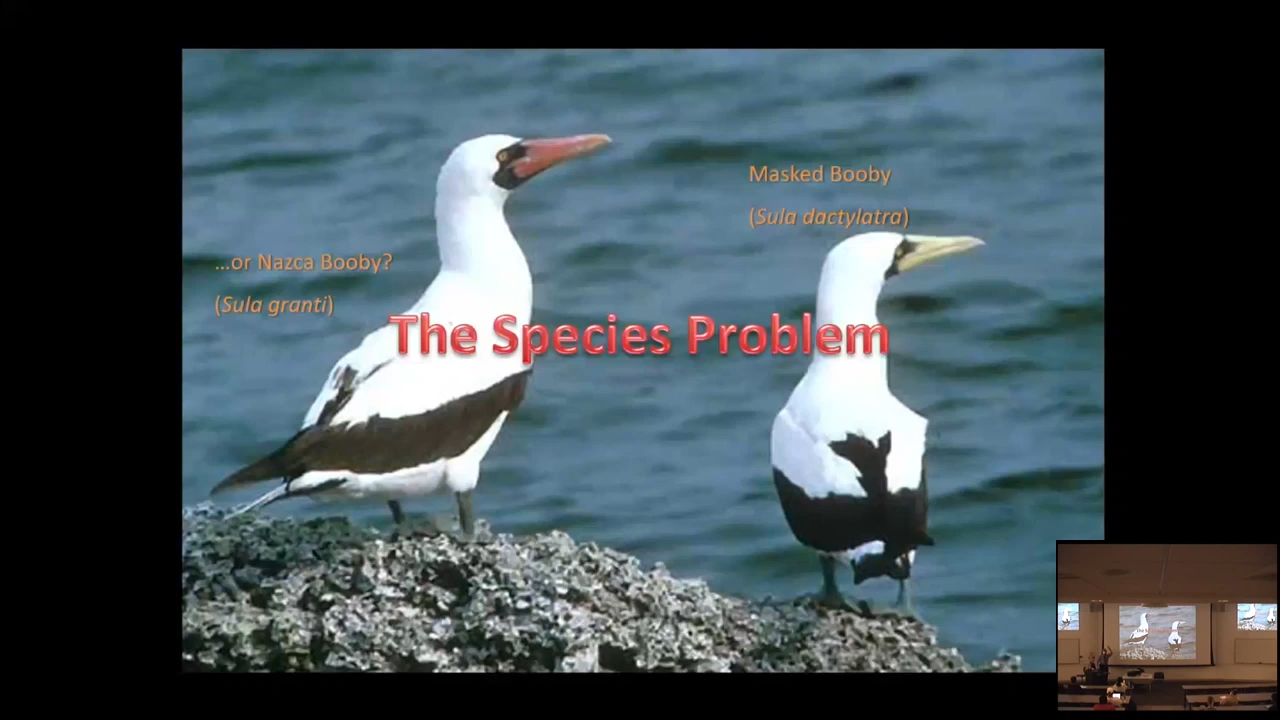 Masked Booby
(Sula dactylatra)
...or Nazca Booby?
(Sula granti)
The Species Problem